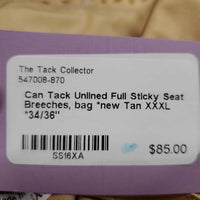 The Tack Collector
547008-870
Can Tack Unlined Full Sticky Seat
Breeches, bag *new Tan XXXL
*34/36"
SS16XA
$85.00